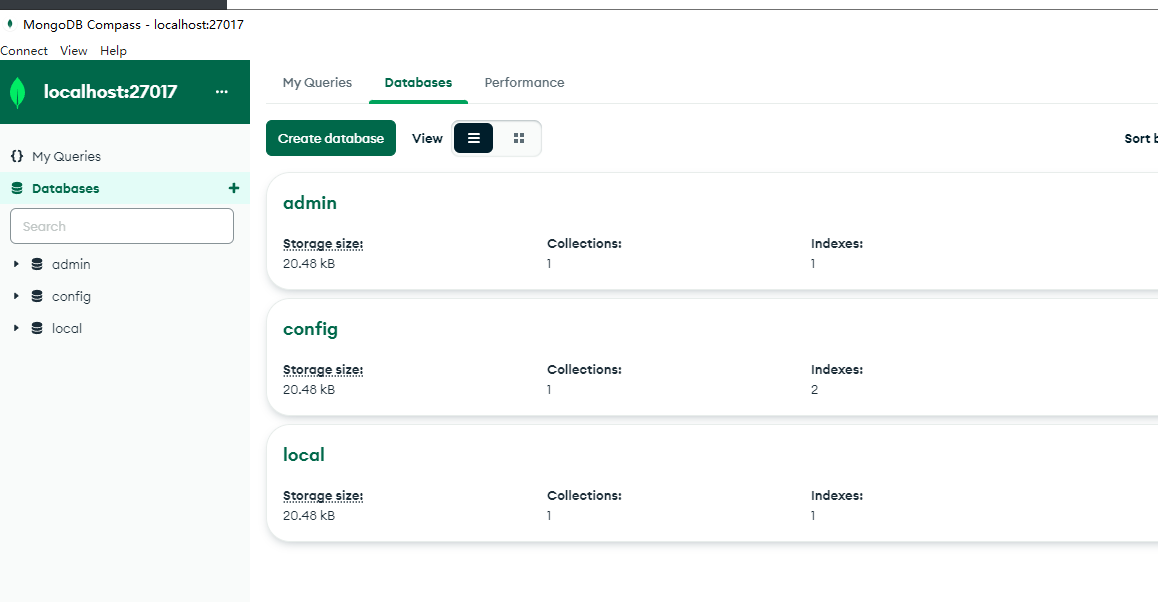 MongoDB Compass - localhost:27017
Connect View Help
localhost:27017 ...
My Queries Databases Performance
Create database View Sort
{} My Queries
Databases +
Search
admin
config
local
admin
Storage size: Collections: Indexes:
20.48 kB 1 1
config
Storage size: Collections: Indexes:
20.48 kB 1 2
local
Storage size: Collections: Indexes:
20.48 kB 1 1